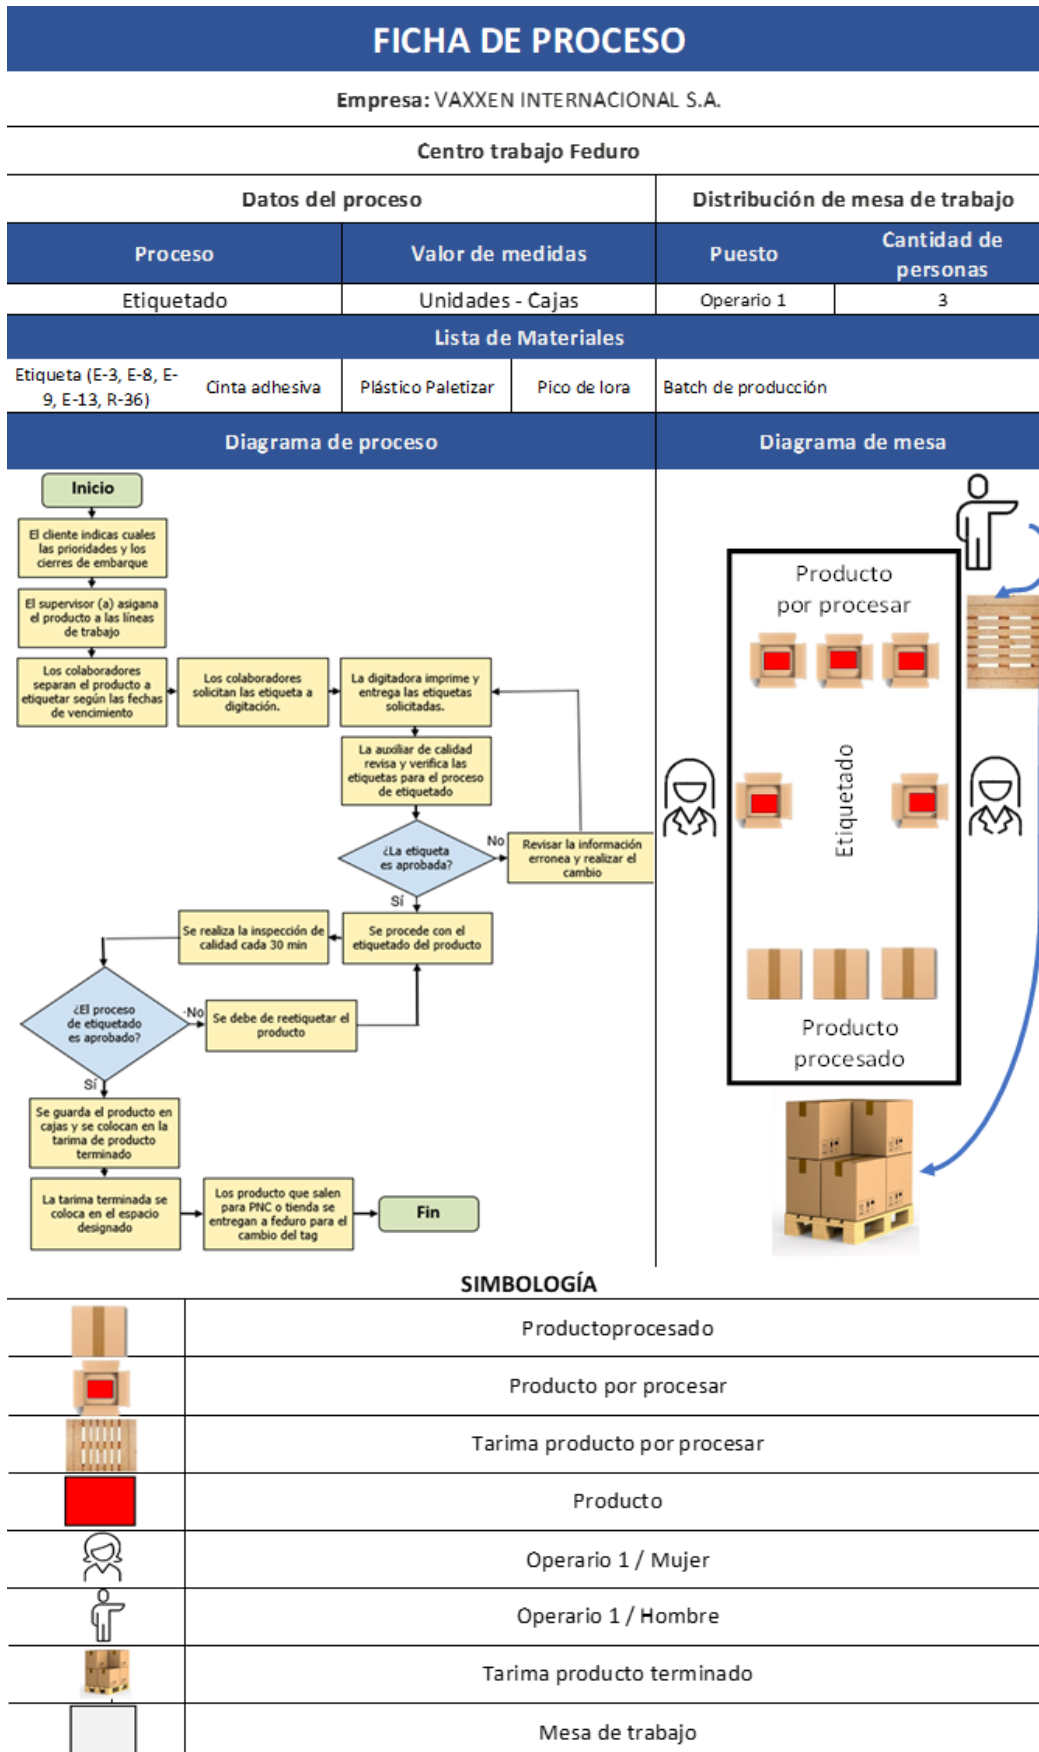 FICHA DE PROCESO
Empresa: VAXXEN INTERNACIONAL S.A.
Centro trabajo Feduro
Datos del proceso
Distribución de mesa de trabajo
Proceso
Valor de medidas
Puesto
Cantidad de
personas
Etiquetado
Unidades - Cajas
Operario 1
3
Lista de Materiales
Etiqueta (E-3, E-8, E-
9, E-13, R-36)
Cinta adhesiva
Plástico Paletizar
Pico de lora
Batch de producción
Diagrama de proceso
Diagrama de mesa
Inicio
El cliente indicas cuales
las prioridades y los
cierres de embarque
El supervisor (a) asigana
el producto a las líneas
de trabajo
Los colaboradores
separan el producto a
etiquetar según las fechas
de vencimiento
Los colaboradores
solicitan las etiqueta a
digitación.
La digitadora imprime y
entrega las etiquetas
solicitadas.
La auxiliar de calidad
revisa y verifica las
etiquetas para el proceso
de etiquetado
¿La etiqueta
es aprobada?
No
Revisar la información
erronea y realizar el
cambio
Sí
Se procede con el
etiquetado del producto
Se realiza la inspección de
calidad cada 30 min
¿El proceso
de etiquetado
es aprobado?
No
Se debe de reetiquetar el
producto
Sí
Se guarda el producto en
cajas y se colocan en la
tarima de producto
terminado
La tarima terminada se
coloca en el espacio
designado
Los producto que salen
para PNC o tienda se
entregan a feduro para el
cambio del tag
Fin
Producto
por procesar
Etiquetado
Producto
procesado
SIMBOLOGÍA
Productoprocesado
Producto por procesar
Tarima producto por procesar
Producto
Operario 1 / Mujer
Operario 1 / Hombre
Tarima producto terminado
Mesa de trabajo